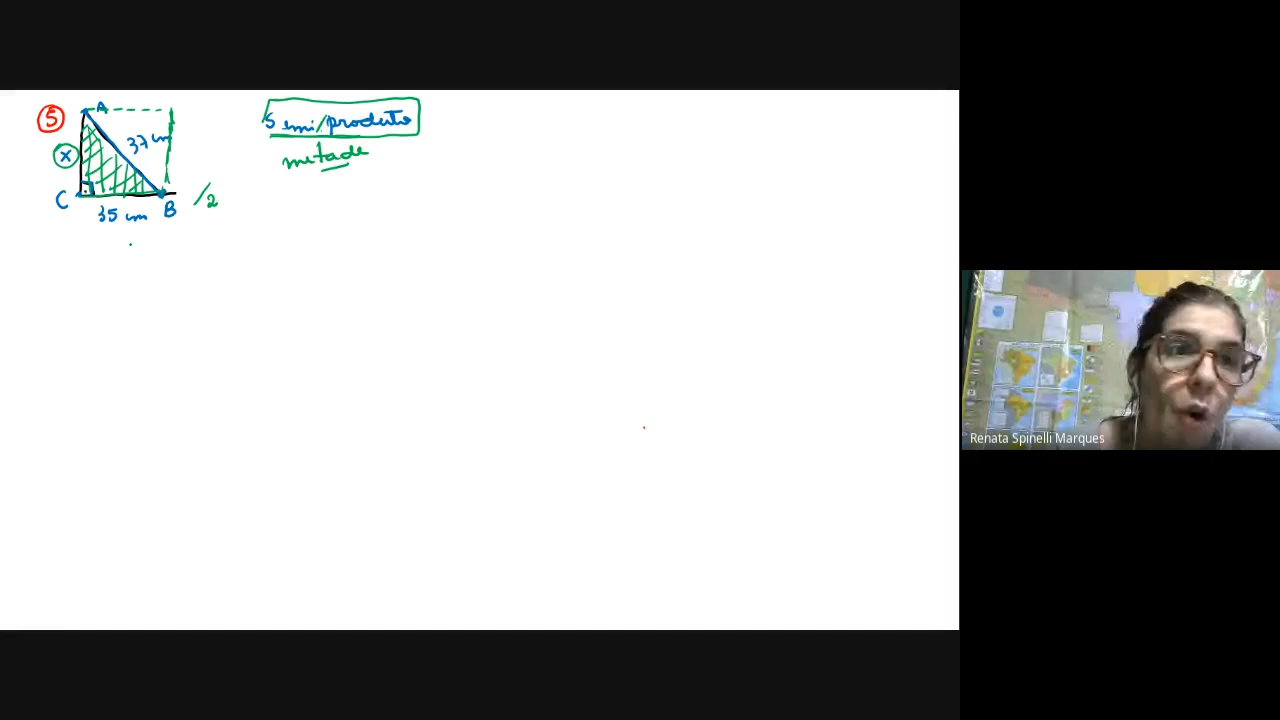 5
A
37 cm
x
C
35 cm
B
/2
Semi/produto
metade
Renata Spinelli Marques